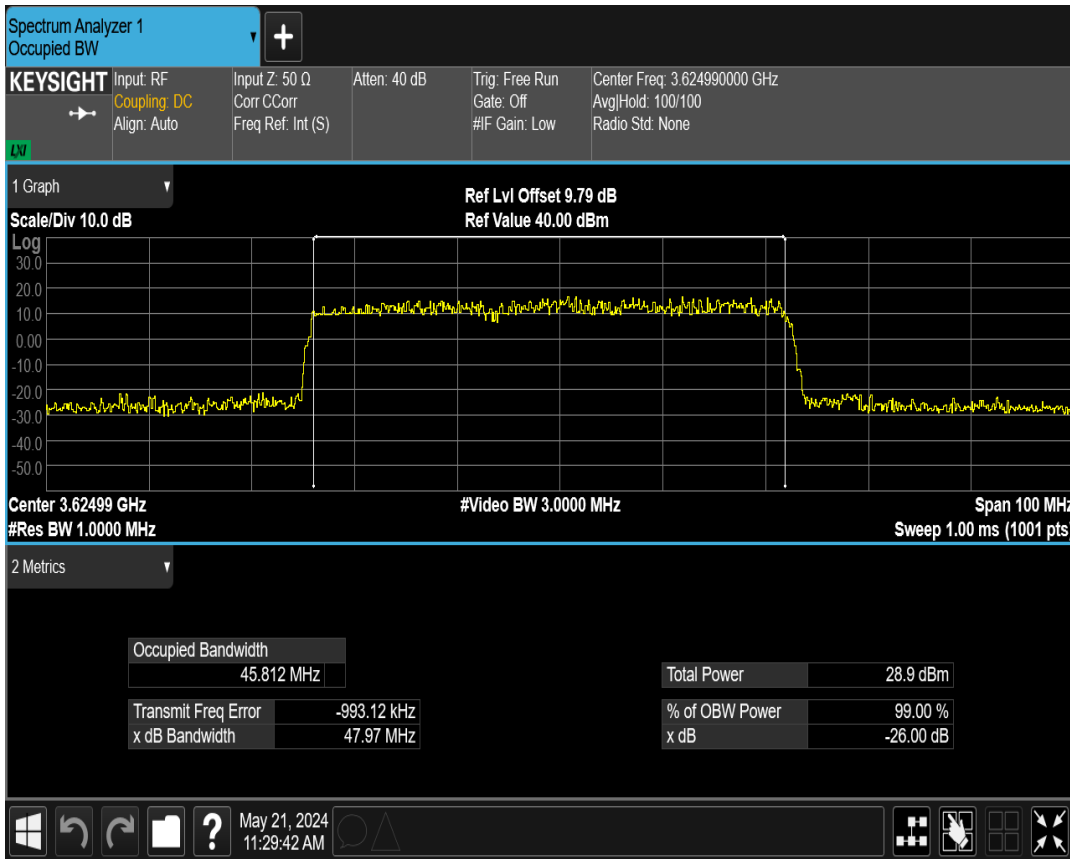 Spectrum Analyzer 1
Occupied BW
+
KEYSIGHT
LXI
Input: RF
Coupling: DC
Align: Auto
Input Z: 50 Ω
Corr CCorr
Freq Ref: Int (S)
Atten: 40 dB
Trig: Free Run
Gate: Off
#IF Gain: Low
Center Freq: 3.624990000 GHz
Avg|Hold: 100/100
Radio Std: None
1 Graph
Scale/Div 10.0 dB
Ref Lvl Offset 9.79 dB
Ref Value 40.00 dBm
Log
30.0
20.0
10.0
0.00
-10.0
-20.0
-30.0
-40.0
-50.0
Center 3.62499 GHz
#Video BW 3.0000 MHz
Span 100 MHz
#Res BW 1.0000 MHz
Sweep 1.00 ms (1001 pts)
2 Metrics
Occupied Bandwidth
45.812 MHz
Total Power 28.9 dBm
Transmit Freq Error -993.12 kHz
% of OBW Power 99.00 %
x dB Bandwidth 47.97 MHz
x dB -26.00 dB
?
May 21, 2024
11:29:42 AM